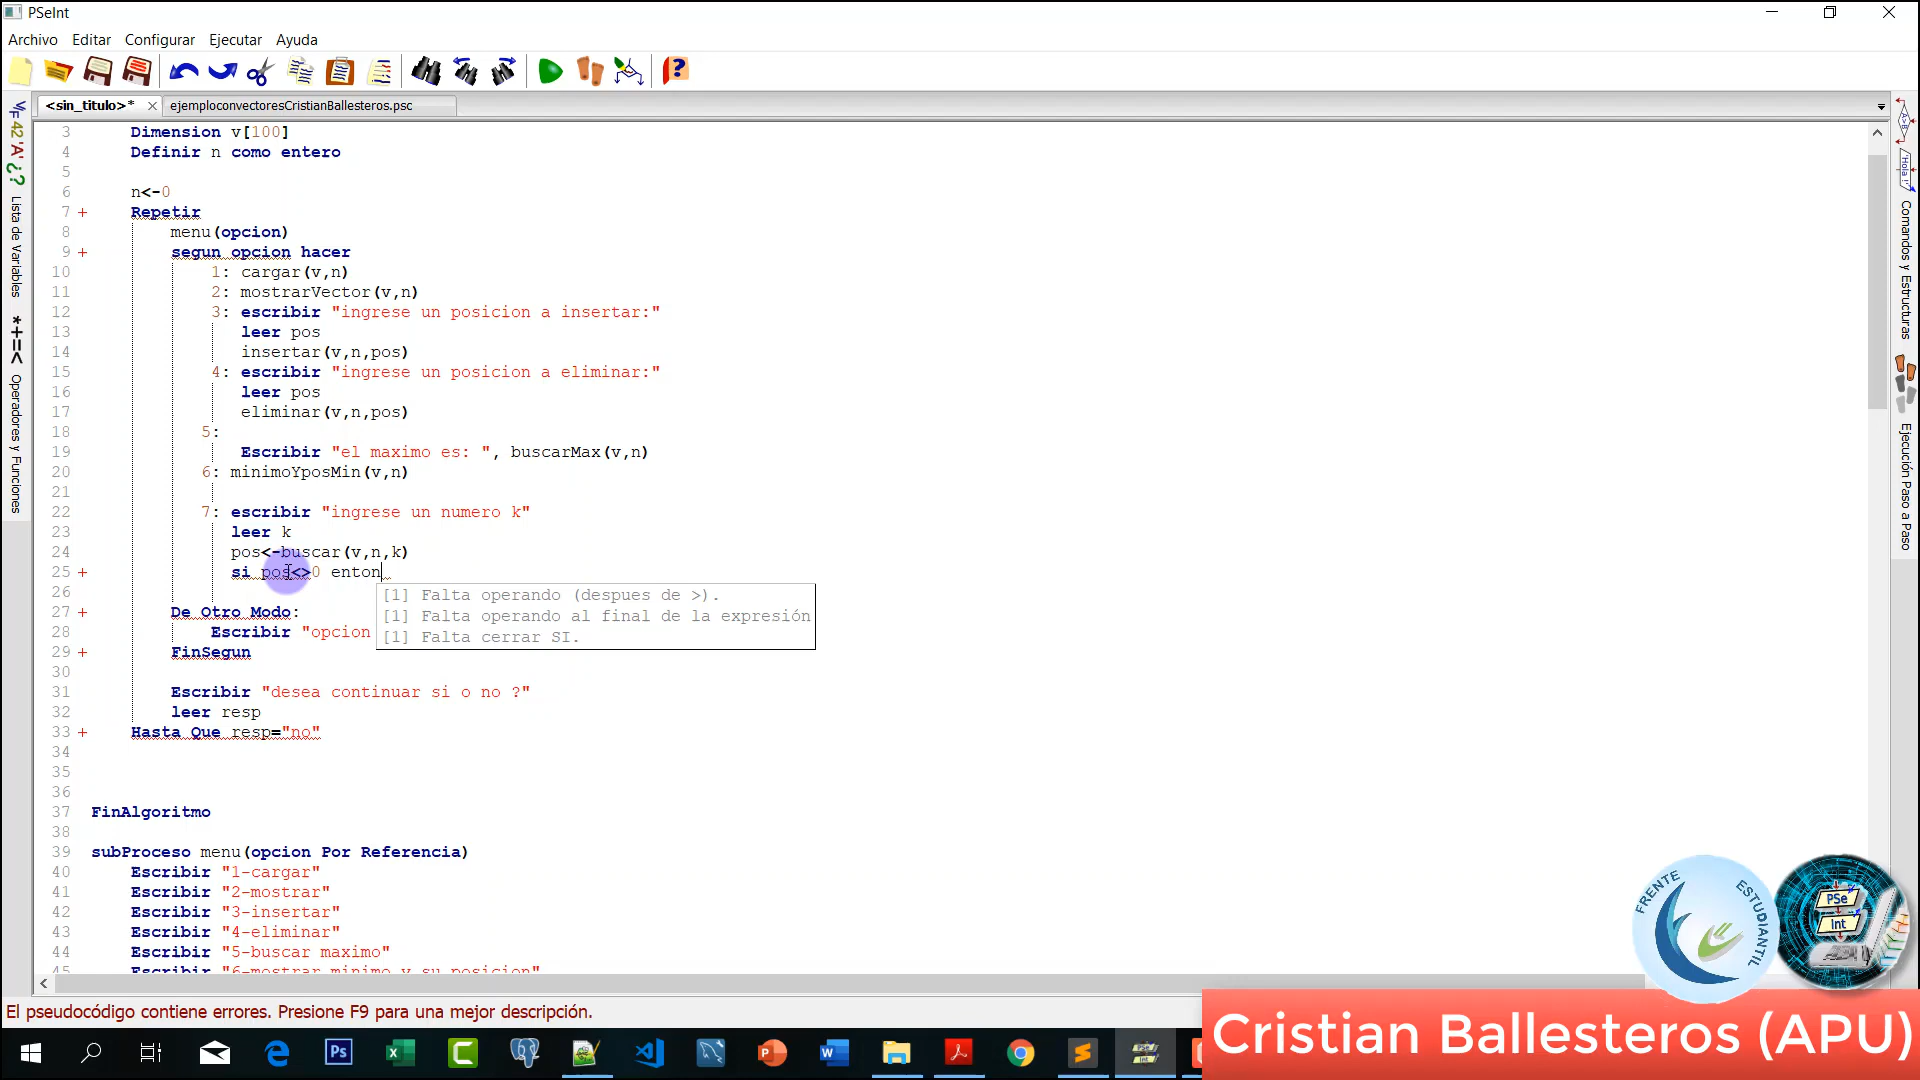 PSeInt
Archivo Editar Configurar Ejecutar Ayuda
<sin_titulo>* ejemploconvectoresCristianBallesteros.psc
Lista de Variables
Operadores y Funciones
3 Dimension v[100]
4 Definir n como entero
5
6 n<-0
7 + Repetir
8 menu(opcion)
9 + segun opcion hacer
10 1: cargar(v,n)
11 2: mostrarVector(v,n)
12 3: escribir "ingrese un posicion a insertar:"
13 leer pos
14 insertar(v,n,pos)
15 4: escribir "ingrese un posicion a eliminar:"
16 leer pos
17 eliminar(v,n,pos)
18 5:
19 Escribir "el maximo es: ", buscarMax(v,n)
20 6: minimoYposMin(v,n)
21
22 7: escribir "ingrese un numero k"
23 leer k
24 pos<-buscar(v,n,k)
25 + si pos<>0 enton
[1] Falta operando (despues de >).
[1] Falta operando al final de la expresión
[1] Falta cerrar SI.
26
27 + De Otro Modo:
28 Escribir "opcion
29 + FinSegun
30
31 Escribir "desea continuar si o no ?"
32 leer resp
33 + Hasta Que resp="no"
34
35
36
37 FinAlgoritmo
38
39 subProceso menu(opcion Por Referencia)
40 Escribir "1-cargar"
41 Escribir "2-mostrar"
42 Escribir "3-insertar"
43 Escribir "4-eliminar"
44 Escribir "5-buscar maximo"
45 Escribir "6-mostrar minimo y su posicion"
Comandos y Estructuras
Ejecución Paso a Paso
El pseudocódigo contiene errores. Presione F9 para una mejor descripción.
FRENTE ESTUDIANTIL
PSe
Int
Cristian Ballesteros (APU)